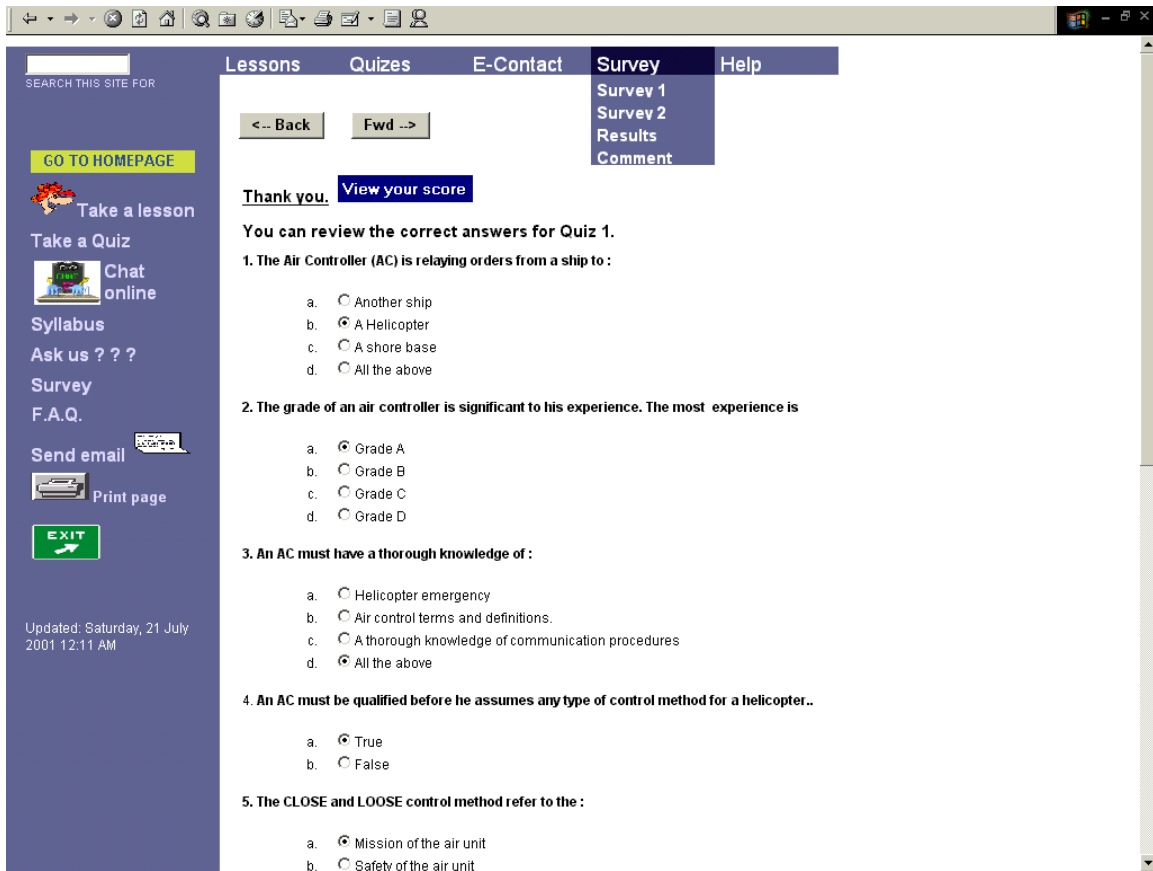 Lessons Quizes E-Contact Survey Help
SEARCH THIS SITE FOR
Survey 1
Survey 2
Results
Comment
<-- Back Fwd -->
GO TO HOMEPAGE
Take a lesson
Take a Quiz
Chat
online
Syllabus
Ask us ? ? ?
Survey
F.A.Q.
Send email
Print page
EXIT
Updated: Saturday, 21 July
2001 12:11 AM
Thank you. View your score
You can review the correct answers for Quiz 1.
1. The Air Controller (AC) is relaying orders from a ship to :
a. Another ship
b. A Helicopter
c. A shore base
d. All the above
2. The grade of an air controller is significant to his experience. The most experience is
a. Grade A
b. Grade B
c. Grade C
d. Grade D
3. An AC must have a thorough knowledge of :
a. Helicopter emergency
b. Air control terms and definitions.
c. A thorough knowledge of communication procedures
d. All the above
4. An AC must be qualified before he assumes any type of control method for a helicopter..
a. True
b. False
5. The CLOSE and LOOSE control method refer to the :
a. Mission of the air unit
b. Safety of the air unit